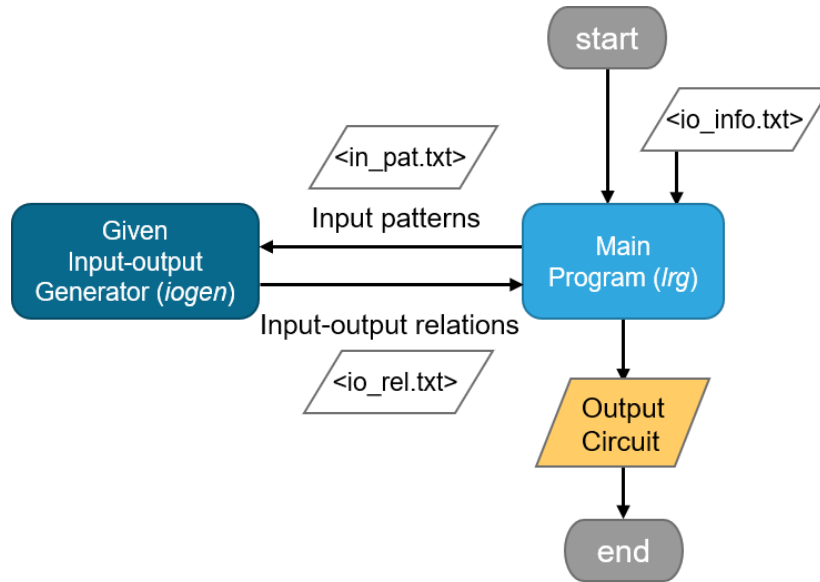 start
<io_info.txt>
<in_pat.txt>
Input patterns
Given
Input-output
Generator (iogen)
Main
Program (lrg)
Input-output relations
<io_rel.txt>
Output
Circuit
end